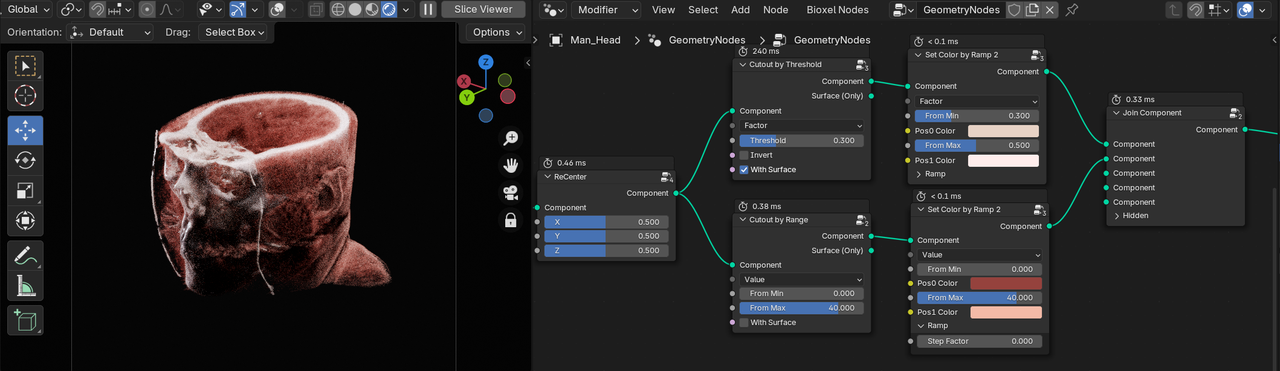 Global
Slice Viewer
Orientation:
Default
Drag:
Select Box
Options
Z
X
Y
Modifier
View
Select
Add
Node
Bioxel Nodes
GeometryNodes
Man_Head
GeometryNodes
GeometryNodes
0.46 ms
ReCenter
4
Component
Component
X 0.500
Y 0.500
Z 0.500
240 ms
Cutout by Threshold
3
Component
Surface (Only)
Component
Factor
Threshold 0.300
Invert
With Surface
0.38 ms
Cutout by Range
2
Component
Surface (Only)
Component
Value
From Min 0.000
From Max 40.000
With Surface
< 0.1 ms
Set Color by Ramp 2
3
Component
Component
Factor
From Min 0.300
Pos0 Color
From Max 0.500
Pos1 Color
Ramp
< 0.1 ms
Set Color by Ramp 2
3
Component
Component
Value
From Min 0.000
Pos0 Color
From Max 40.000
Pos1 Color
Ramp
Step Factor 0.000
0.33 ms
Join Component
2
Component
Component
Component
Component
Component
Component
Hidden